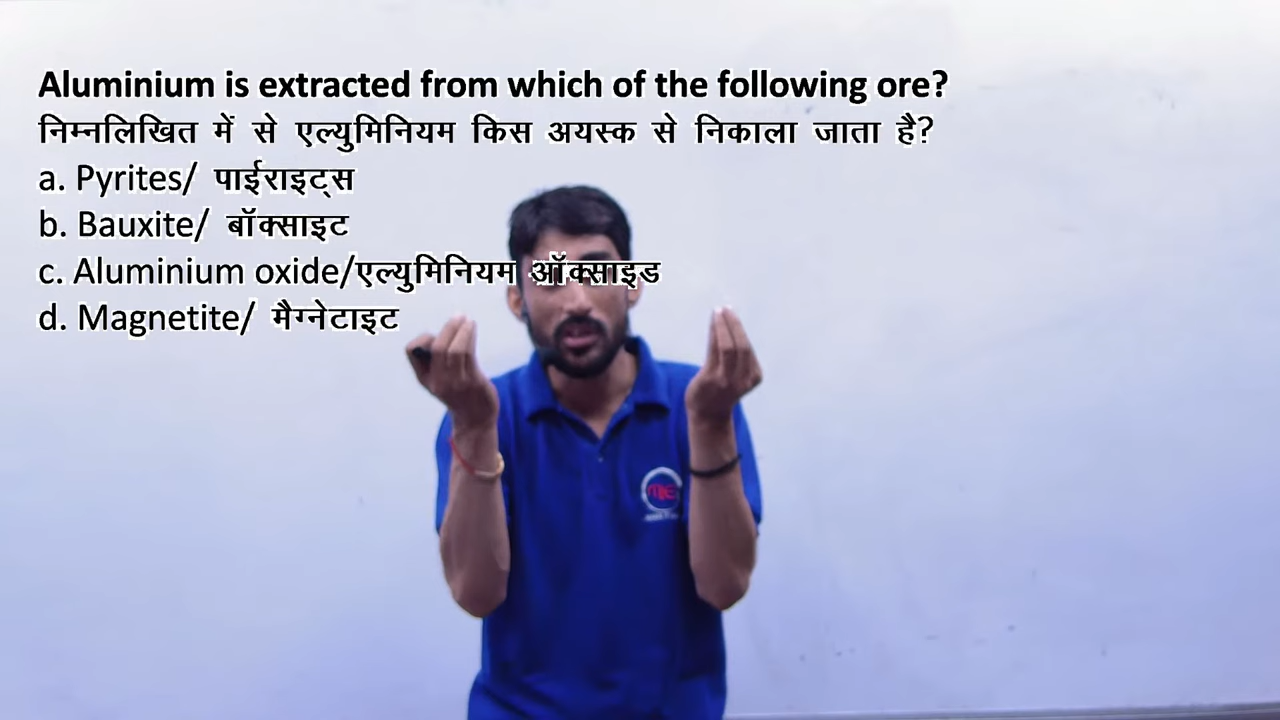 Aluminium is extracted from which of the following ore?
निम्नलिखित में से एल्युमिनियम किस अयस्क से निकाला जाता है?
a. Pyrites/ पाईराइट्स
b. Bauxite/ बॉक्साइट
c. Aluminium oxide/एल्युमिनियम ऑक्साइड
d. Magnetite/ मैग्नेटाइट